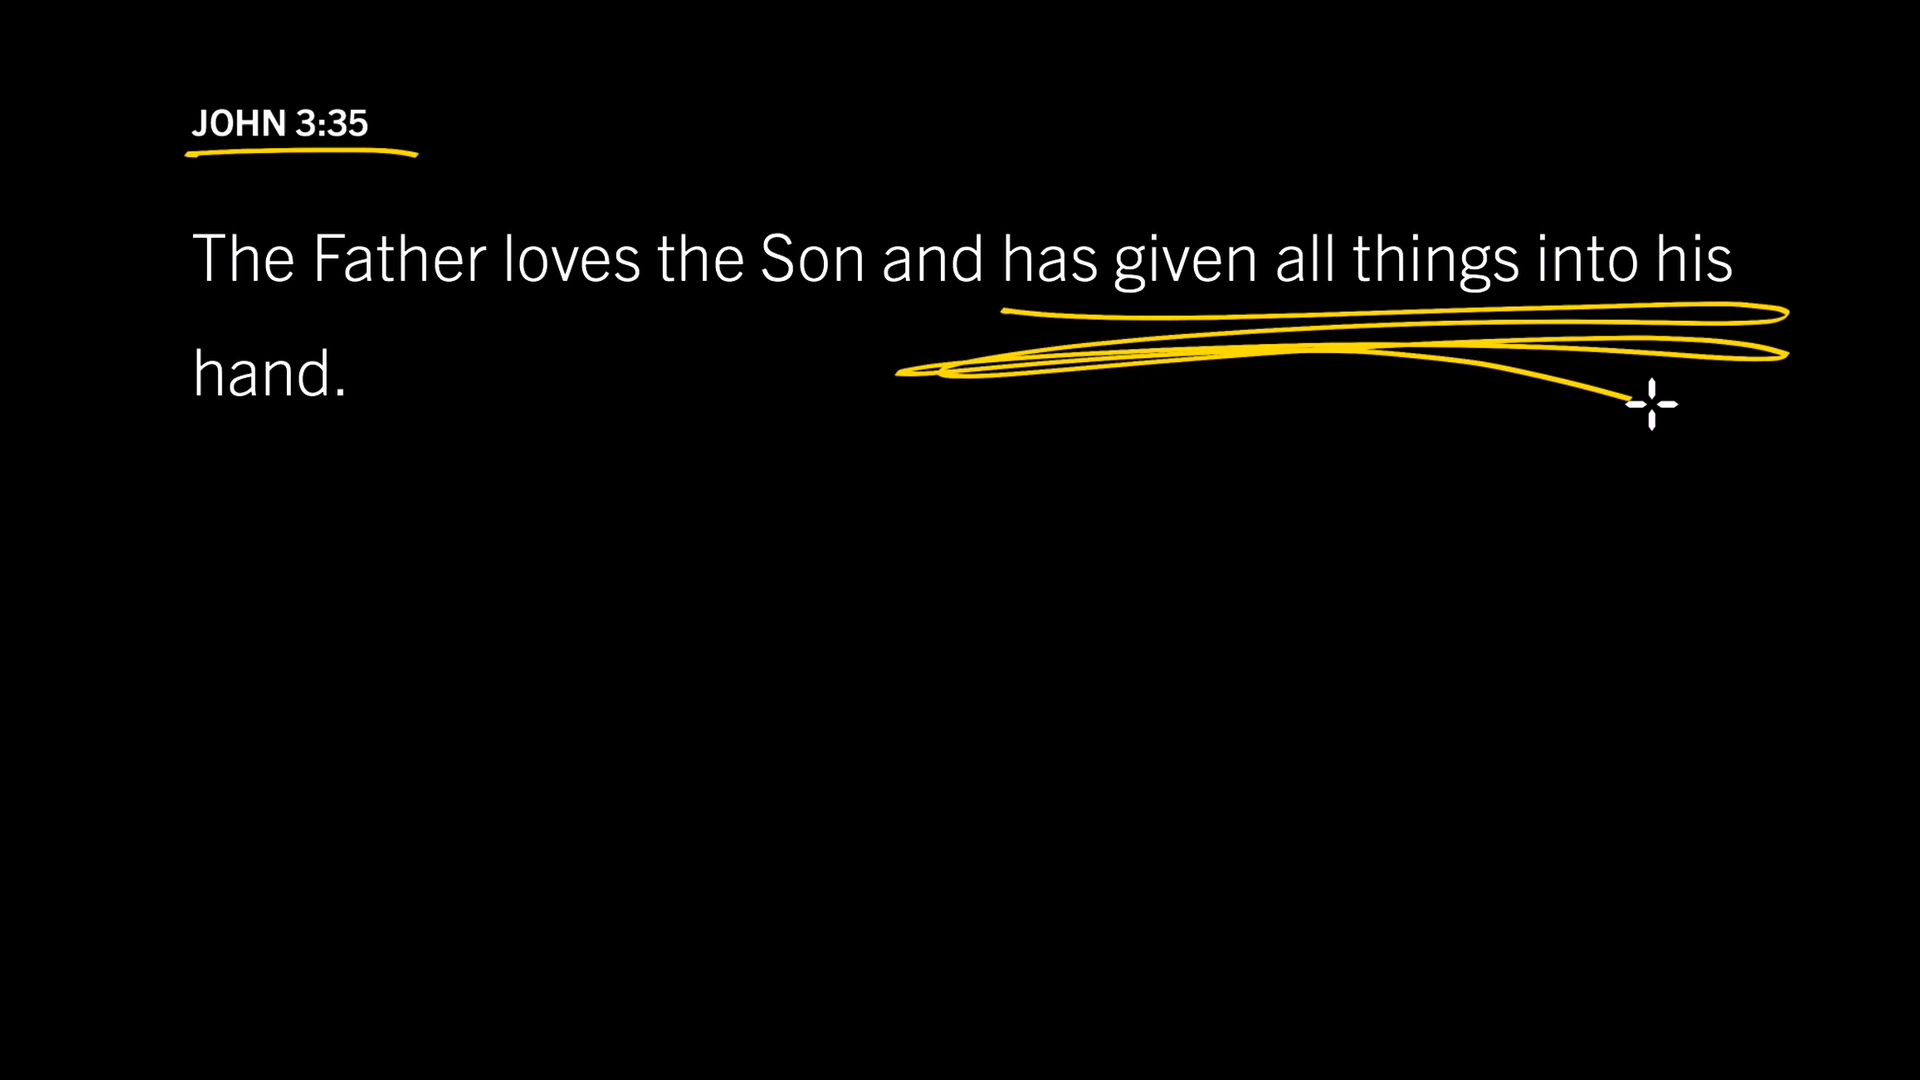 JOHN 3:35
The Father loves the Son and has given all things into his
hand.